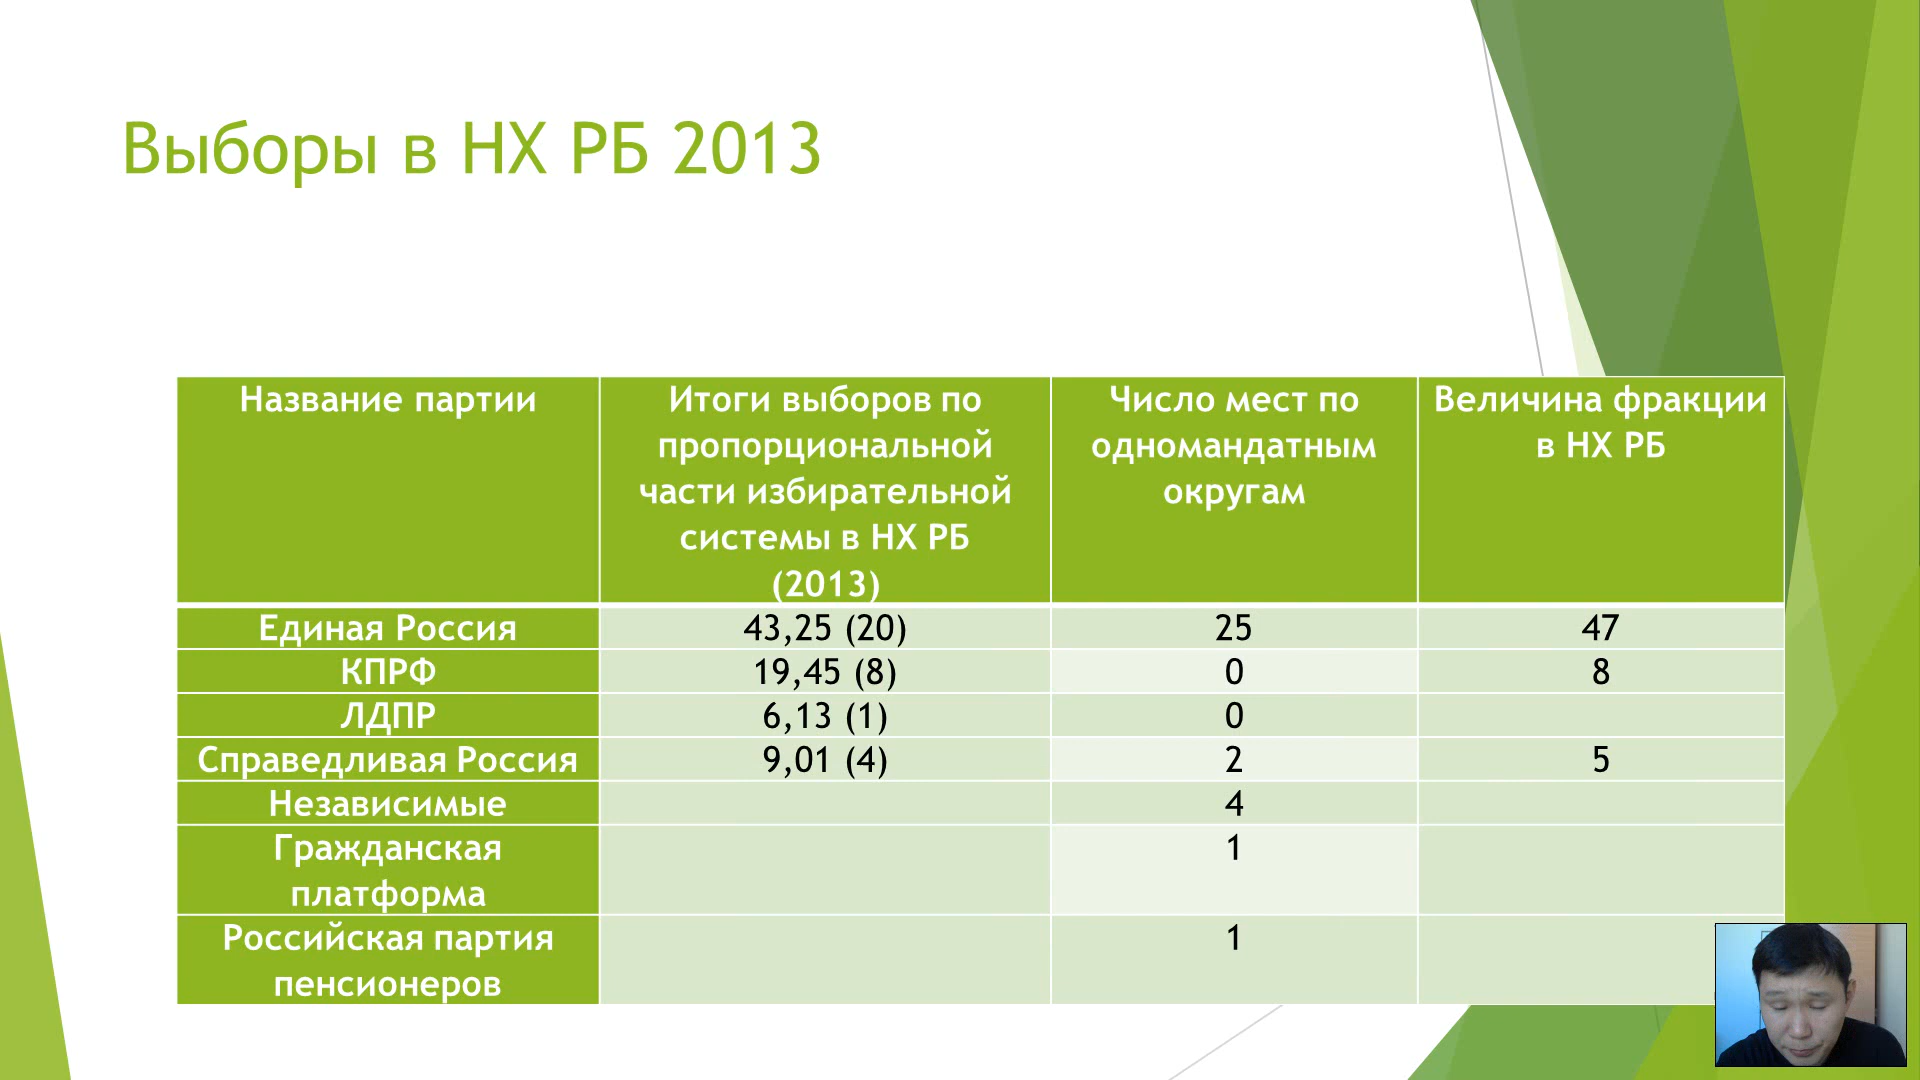 Выборы в НХ РБ 2013
Название партии
Итоги выборов по
пропорциональной
части избирательной
системы в НХ РБ
(2013)
Число мест по
одномандатным
округам
Величина фракции
в НХ РБ
Единая Россия
43,25 (20)
25
47
КПРФ
19,45 (8)
0
8
ЛДПР
6,13 (1)
0
Справедливая Россия
9,01 (4)
2
5
Независимые
4
Гражданская
платформа
1
Российская партия
пенсионеров
1